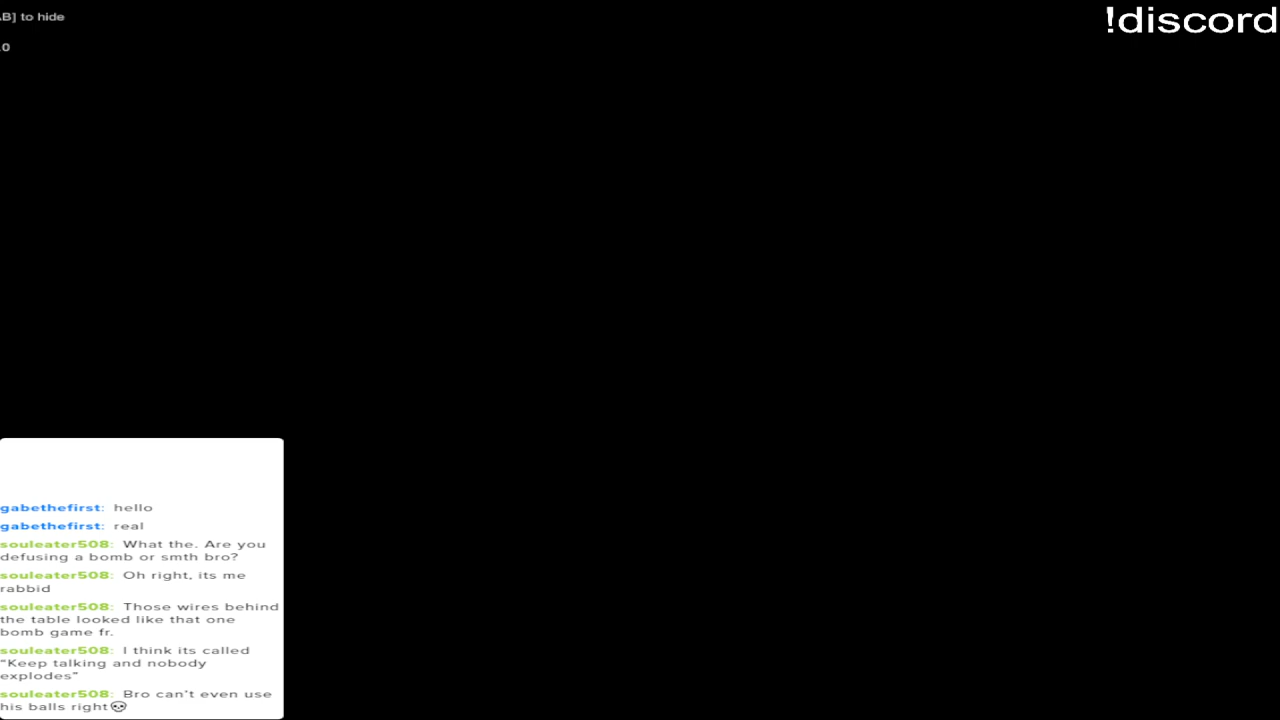 AB] to hide
!discord
.0
gabethefirst: hello
gabethefirst: real
souleater508: What the. Are you
defusing a bomb or smth bro?
souleater508: Oh right, its me
rabbid
souleater508: Those wires behind
the table looked like that one
bomb game fr.
souleater508: I think its called
"Keep talking and nobody
explodes"
souleater508: Bro can't even use
his balls right💀